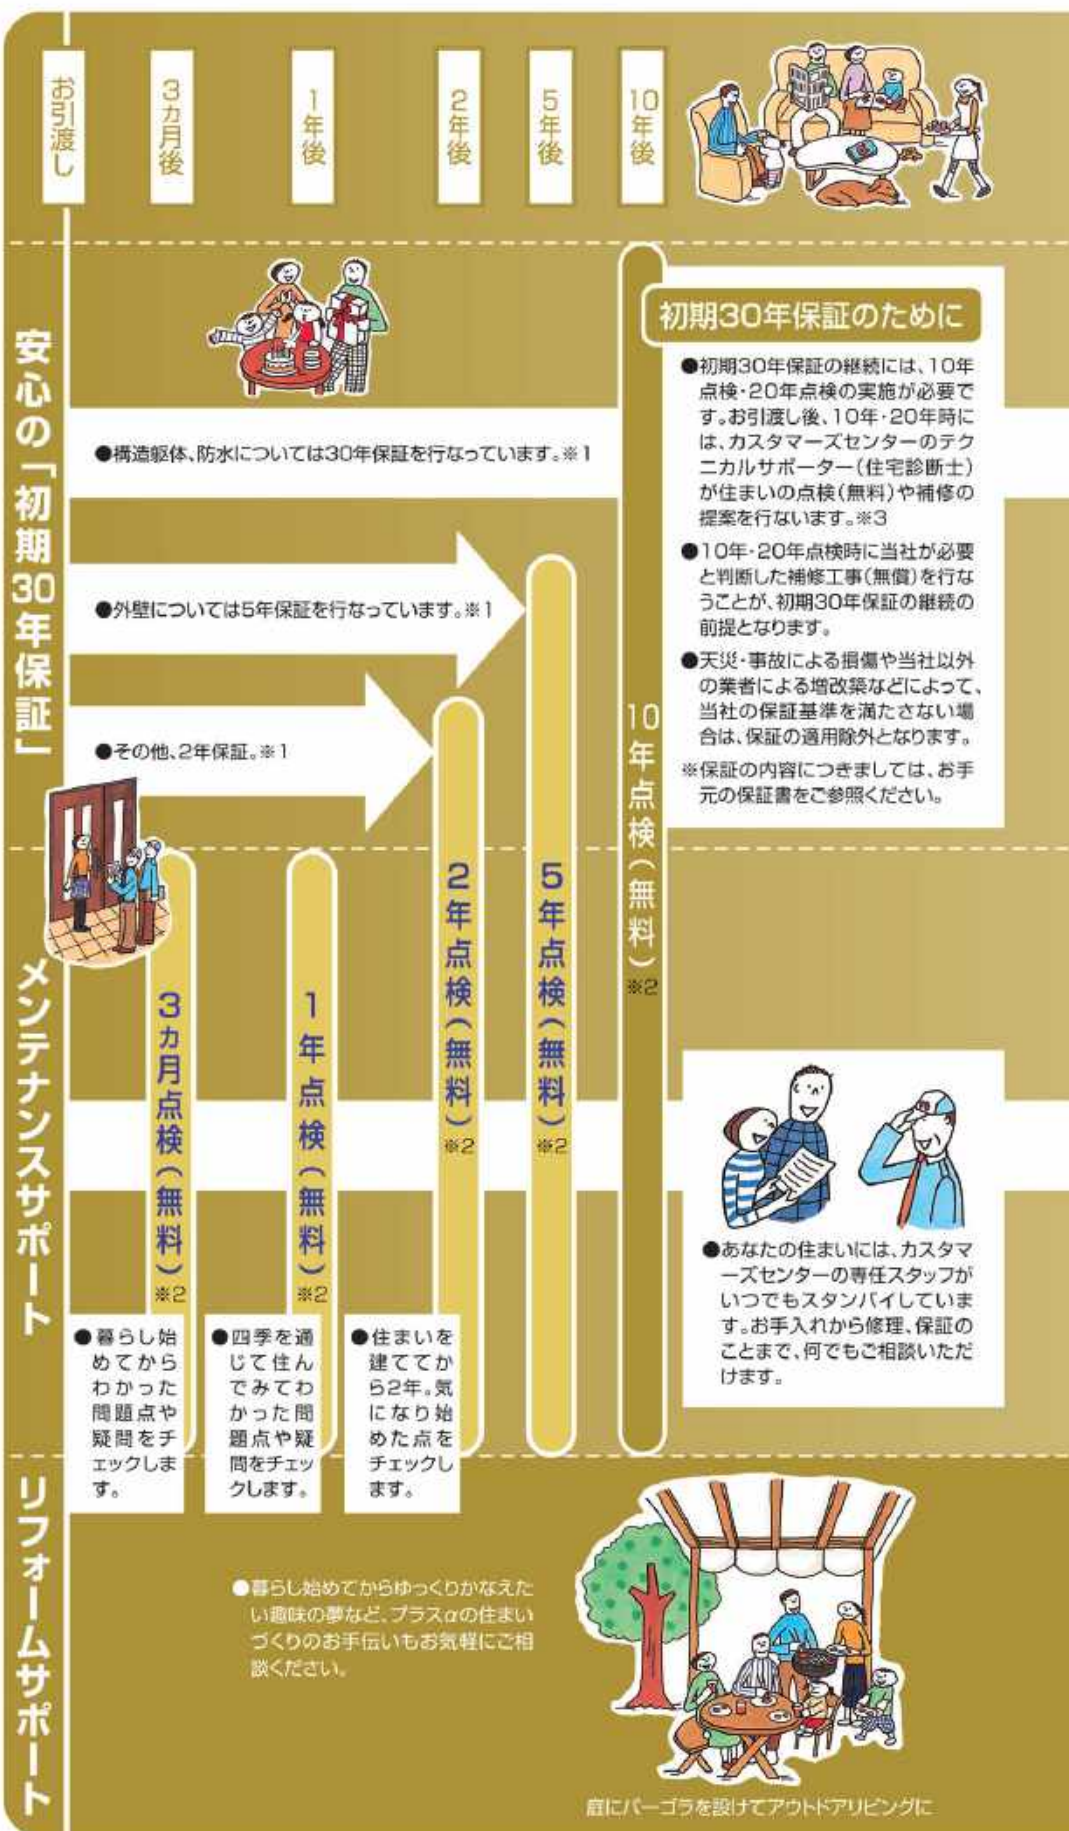 お引渡し
3カ月後
1年後
2年後
5年後
10年後
安心の「初期30年保証」
●構造躯体、防水については30年保証を行なっています。※1
●外壁については5年保証を行なっています。※1
●その他、2年保証。※1
初期30年保証のために
●初期30年保証の継続には、10年
点検・20年点検の実施が必要で
す。お引渡し後、10年・20年時に
は、カスタマーズセンターのテク
ニカルサポーター(住宅診断士)
が住まいの点検(無料)や補修の
提案を行ないます。※3
●10年・20年点検時に当社が必要
と判断した補修工事(無償)を行な
うことが、初期30年保証の継続の
前提となります。
●天災・事故による損傷や当社以外
の業者による増改築などによって、
当社の保証基準を満たさない場
合は、保証の適用除外となります。
※保証の内容につきましては、お手
元の保証書をご参照ください。
メンテナンスサポート
3カ月点検(無料)※2
1年点検(無料)※2
2年点検(無料)※2
5年点検(無料)※2
10年点検(無料)※2
●暮らし始
めてから
わかった
問題点や
疑問をチ
ェックしま
す。
●四季を通
じて住ん
でみてわ
かった問
題点や疑
問をチェッ
クします。
●住まいを
建ててか
ら2年。気
になり始
めた点を
チェックし
ます。
●あなたの住まいには、カスタマ
ーズセンターの専任スタッフが
いつでもスタンバイしていま
す。お手入れから修理、保証の
ことまで、何でもご相談いただ
けます。
リフォームサポート
●暮らし始めてからゆっくりかなえた
い趣味の夢など、プラスαの住まい
づくりのお手伝いもお気軽にご相
談ください。
庭にパーゴラを設けてアウトドアリビングに